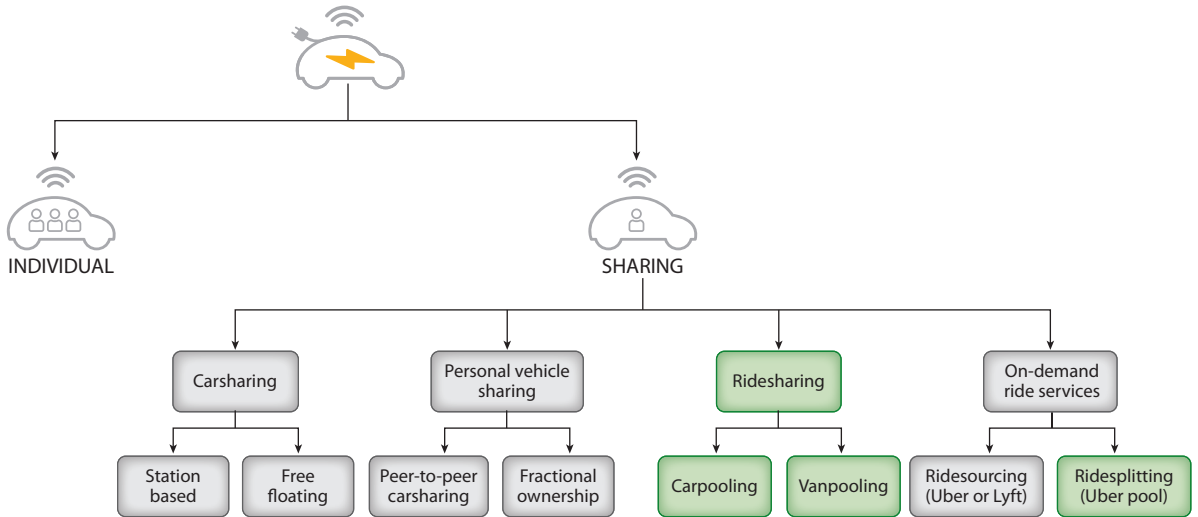 INDIVIDUAL
SHARING
Carsharing
Personal vehicle
sharing
Ridesharing
On-demand
ride services
Station
based
Free
floating
Peer-to-peer
carsharing
Fractional
ownership
Carpooling
Vanpooling
Ridesourcing
(Uber or Lyft)
Ridesplitting
(Uber pool)